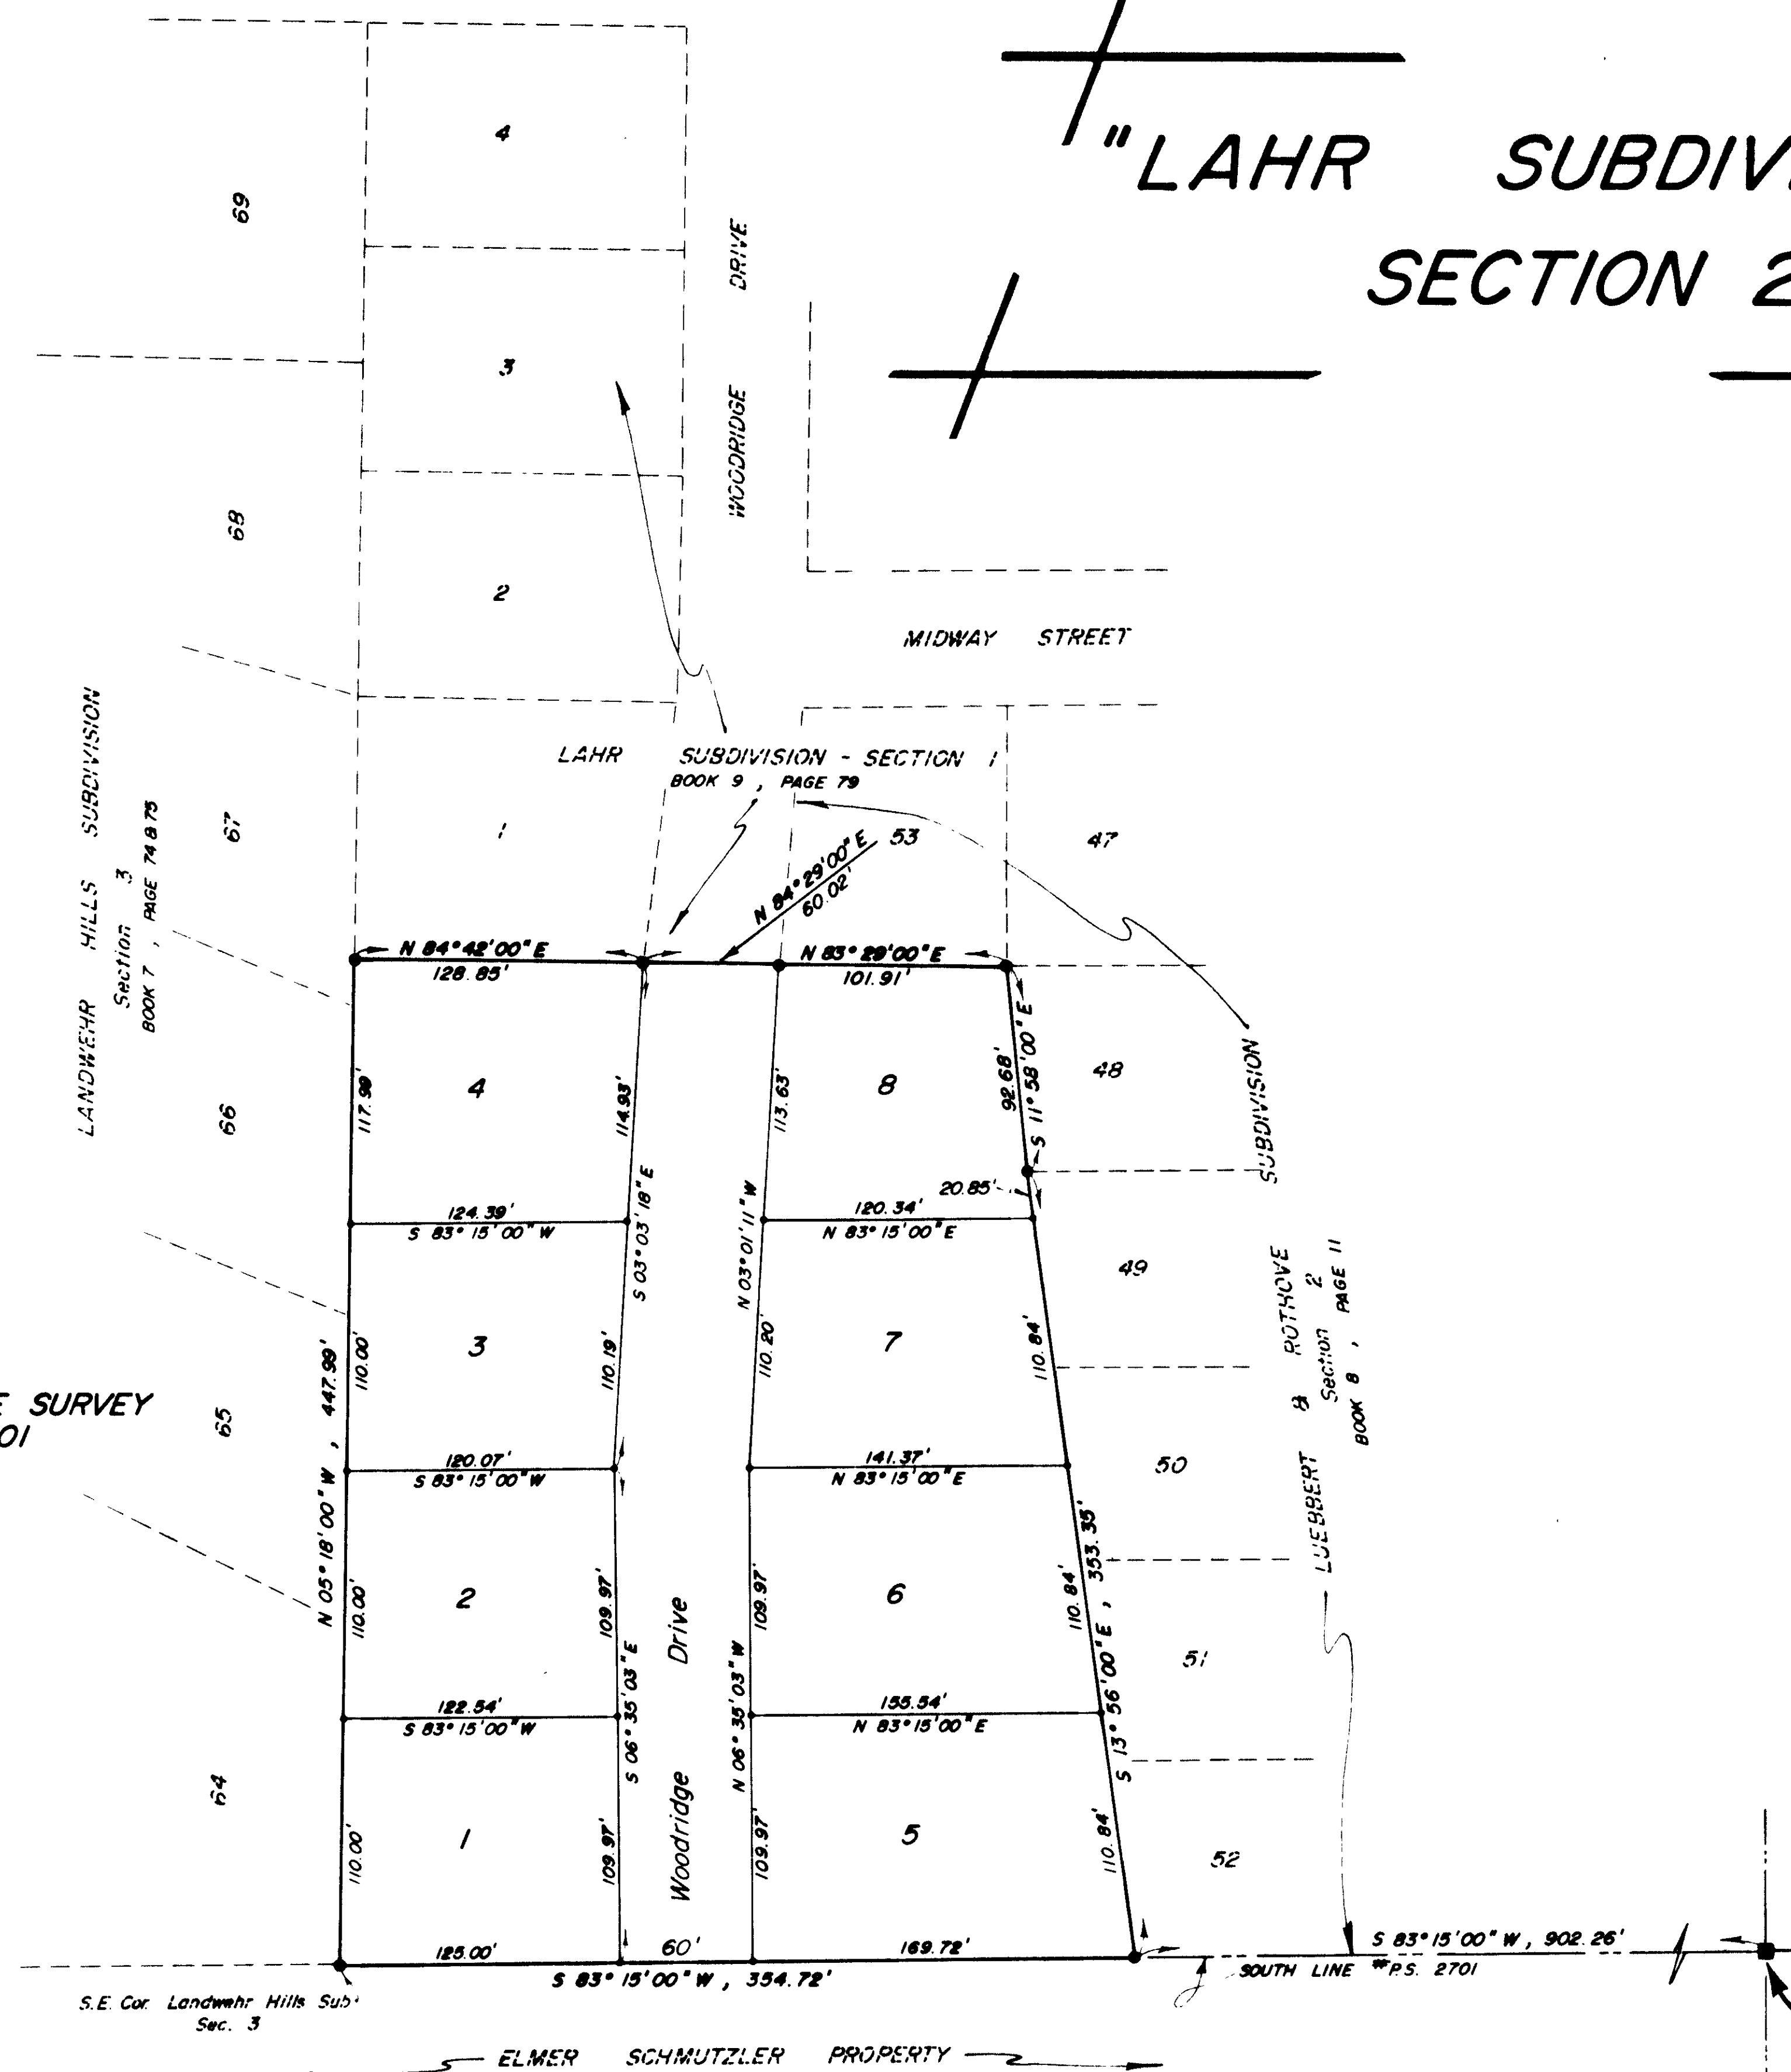 "LAHR SUBDIV
SECTION 2
4
69
3
68
2
WOODRIDGE DRIVE
MIDWAY STREET
LANDWEHR HILLS SUBDIVISION
Section 3
BOOK 7 , PAGE 74 & 75
67
1
LAHR SUBDIVISION - SECTION 1
BOOK 9 , PAGE 79
53
47
N 84° 29' 00" E
60.02'
N 84° 42' 00" E
128.85'
N 83° 29' 00" E
101.91'
66
117.99'
4
114.93'
113.63'
8
92.68'
S 11° 58' 00" E
48
SUBDIVISION
20.85'
124.39'
S 83° 15' 00" W
S 03° 03' 18" E
N 03° 01' 11" W
120.34'
N 83° 15' 00" E
49
LUEBBERT & ROTHOVE
Section 2
BOOK 8 , PAGE 11
E SURVEY
01
65
N 05° 18' 00" W , 447.99'
110.00'
3
110.19'
110.20'
7
110.84'
120.07'
S 83° 15' 00" W
141.37'
N 83° 15' 00" E
50
110.00'
2
109.97'
109.97'
6
110.84'
S 13° 56' 00" E , 353.35'
51
122.54'
S 83° 15' 00" W
S 06° 35' 03" E
Woodridge Drive
N 06° 35' 03" W
155.54'
N 83° 15' 00" E
64
110.00'
1
109.97'
109.97'
5
110.84'
52
125.00'
60'
169.72'
S 83° 15' 00" W , 354.72'
S 83° 15' 00" W , 902.26'
SOUTH LINE #P.S. 2701
S.E. Cor. Landwehr Hills Sub.
Sec. 3
ELMER SCHMUTZLER PROPERTY